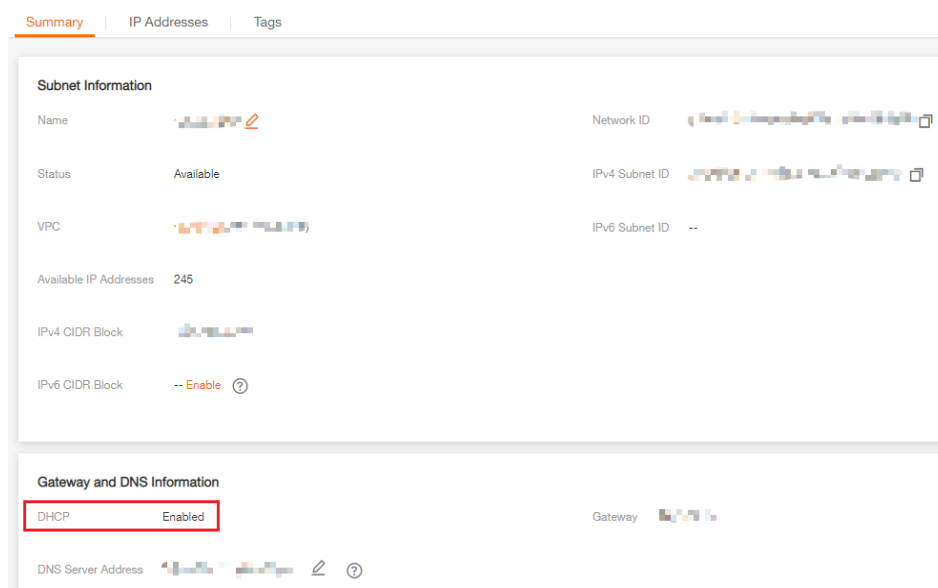 Summary IP Addresses Tags
Subnet Information
Name Network ID
Status Available IPv4 Subnet ID
VPC IPv6 Subnet ID --
Available IP Addresses 245
IPv4 CIDR Block
IPv6 CIDR Block -- Enable ?
Gateway and DNS Information
DHCP Enabled Gateway
DNS Server Address ?